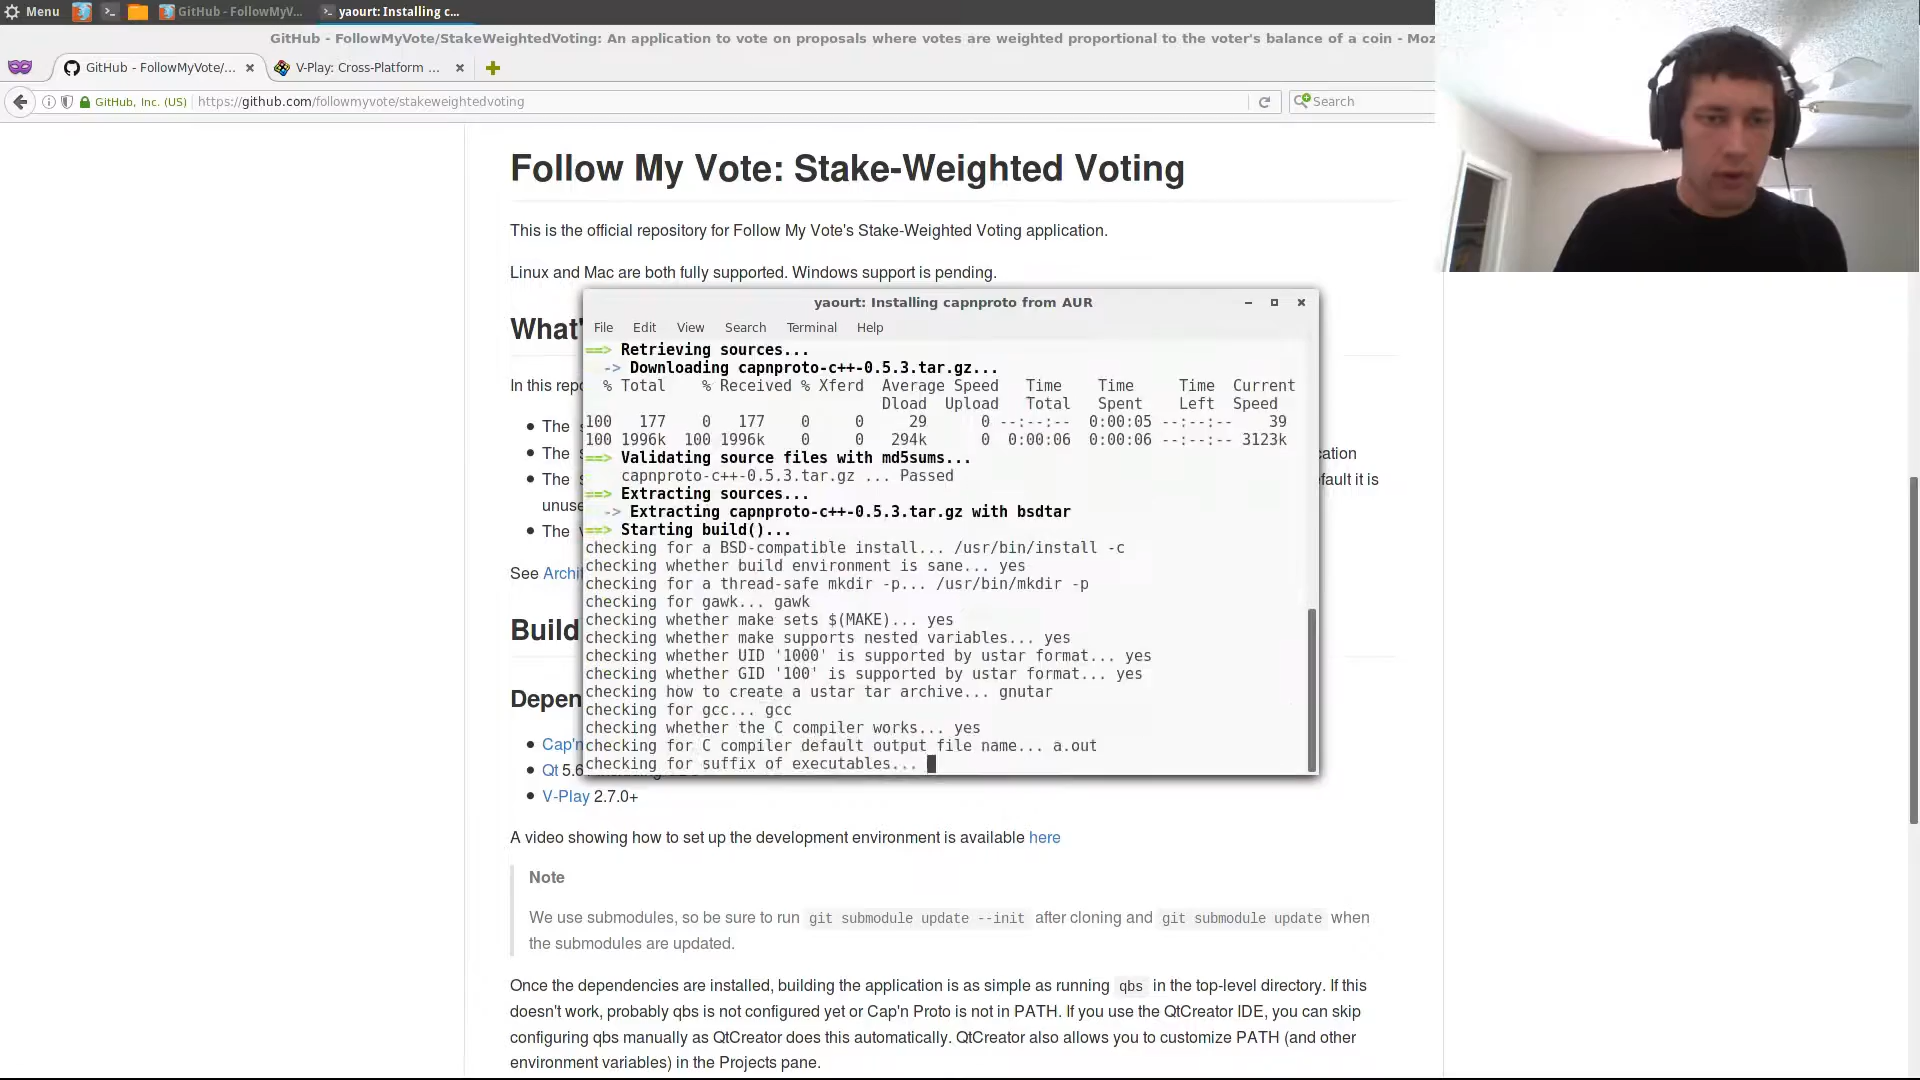 Menu
GitHub - FollowMyV...
yaourt: Installing c...
GitHub - FollowMyVote/StakeWeightedVoting: An application to vote on proposals where votes are weighted proportional to the voter's balance of a coin - Moz
GitHub - FollowMyVote/...
V-Play: Cross-Platform ...
GitHub, Inc. (US)
https://github.com/followmyvote/stakeweightedvoting
Search
Follow My Vote: Stake-Weighted Voting
This is the official repository for Follow My Vote's Stake-Weighted Voting application.
Linux and Mac are both fully supported. Windows support is pending.
What'
In this rep
The
The
cation
The
efault it is
unuse
The
See Archi
Build
Depen
Cap'n
Qt 5.6
V-Play 2.7.0+
yaourt: Installing capnproto from AUR
File Edit View Search Terminal Help
==> Retrieving sources...
-> Downloading capnproto-c++-0.5.3.tar.gz...
% Total % Received % Xferd Average Speed Time Time Time Current
Dload Upload Total Spent Left Speed
100 177 0 177 0 0 29 0 --:--:-- 0:00:05 --:--:-- 39
100 1996k 100 1996k 0 0 294k 0 0:00:06 0:00:06 --:--:-- 3123k
==> Validating source files with md5sums...
capnproto-c++-0.5.3.tar.gz ... Passed
==> Extracting sources...
-> Extracting capnproto-c++-0.5.3.tar.gz with bsdtar
==> Starting build()...
checking for a BSD-compatible install... /usr/bin/install -c
checking whether build environment is sane... yes
checking for a thread-safe mkdir -p... /usr/bin/mkdir -p
checking for gawk... gawk
checking whether make sets $(MAKE)... yes
checking whether make supports nested variables... yes
checking whether UID '1000' is supported by ustar format... yes
checking whether GID '100' is supported by ustar format... yes
checking how to create a ustar tar archive... gnutar
checking for gcc... gcc
checking whether the C compiler works... yes
checking for C compiler default output file name... a.out
checking for suffix of executables...
A video showing how to set up the development environment is available here
Note
We use submodules, so be sure to run git submodule update --init after cloning and git submodule update when
the submodules are updated.
Once the dependencies are installed, building the application is as simple as running qbs in the top-level directory. If this
doesn't work, probably qbs is not configured yet or Cap'n Proto is not in PATH. If you use the QtCreator IDE, you can skip
configuring qbs manually as QtCreator does this automatically. QtCreator also allows you to customize PATH (and other
environment variables) in the Projects pane.